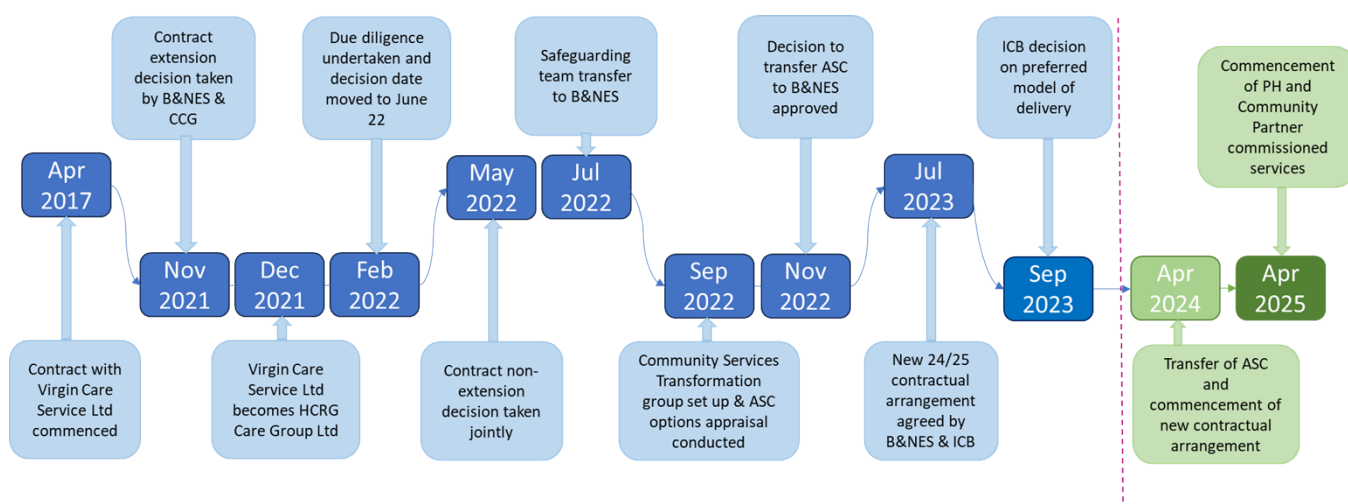 Contract
extension
decision taken
by B&NES &
CCG
Due diligence
undertaken and
decision date
moved to June
22
Safeguarding
team transfer
to B&NES
Decision to
transfer ASC
to B&NES
approved
ICB decision
on preferred
model of
delivery
Commencement
of PH and
Community
Partner
commissioned
services
Apr
2017
Nov
2021
Dec
2021
Feb
2022
May
2022
Jul
2022
Sep
2022
Nov
2022
Jul
2023
Sep
2023
Apr
2024
Apr
2025
Contract with
Virgin Care
Service Ltd
commenced
Virgin Care
Service Ltd
becomes HCRG
Care Group Ltd
Contract non-
extension
decision taken
jointly
Community Services
Transformation
group set up & ASC
options appraisal
conducted
New 24/25
contractual
arrangement
agreed by
B&NES & ICB
Transfer of ASC
and
commencement of
new contractual
arrangement